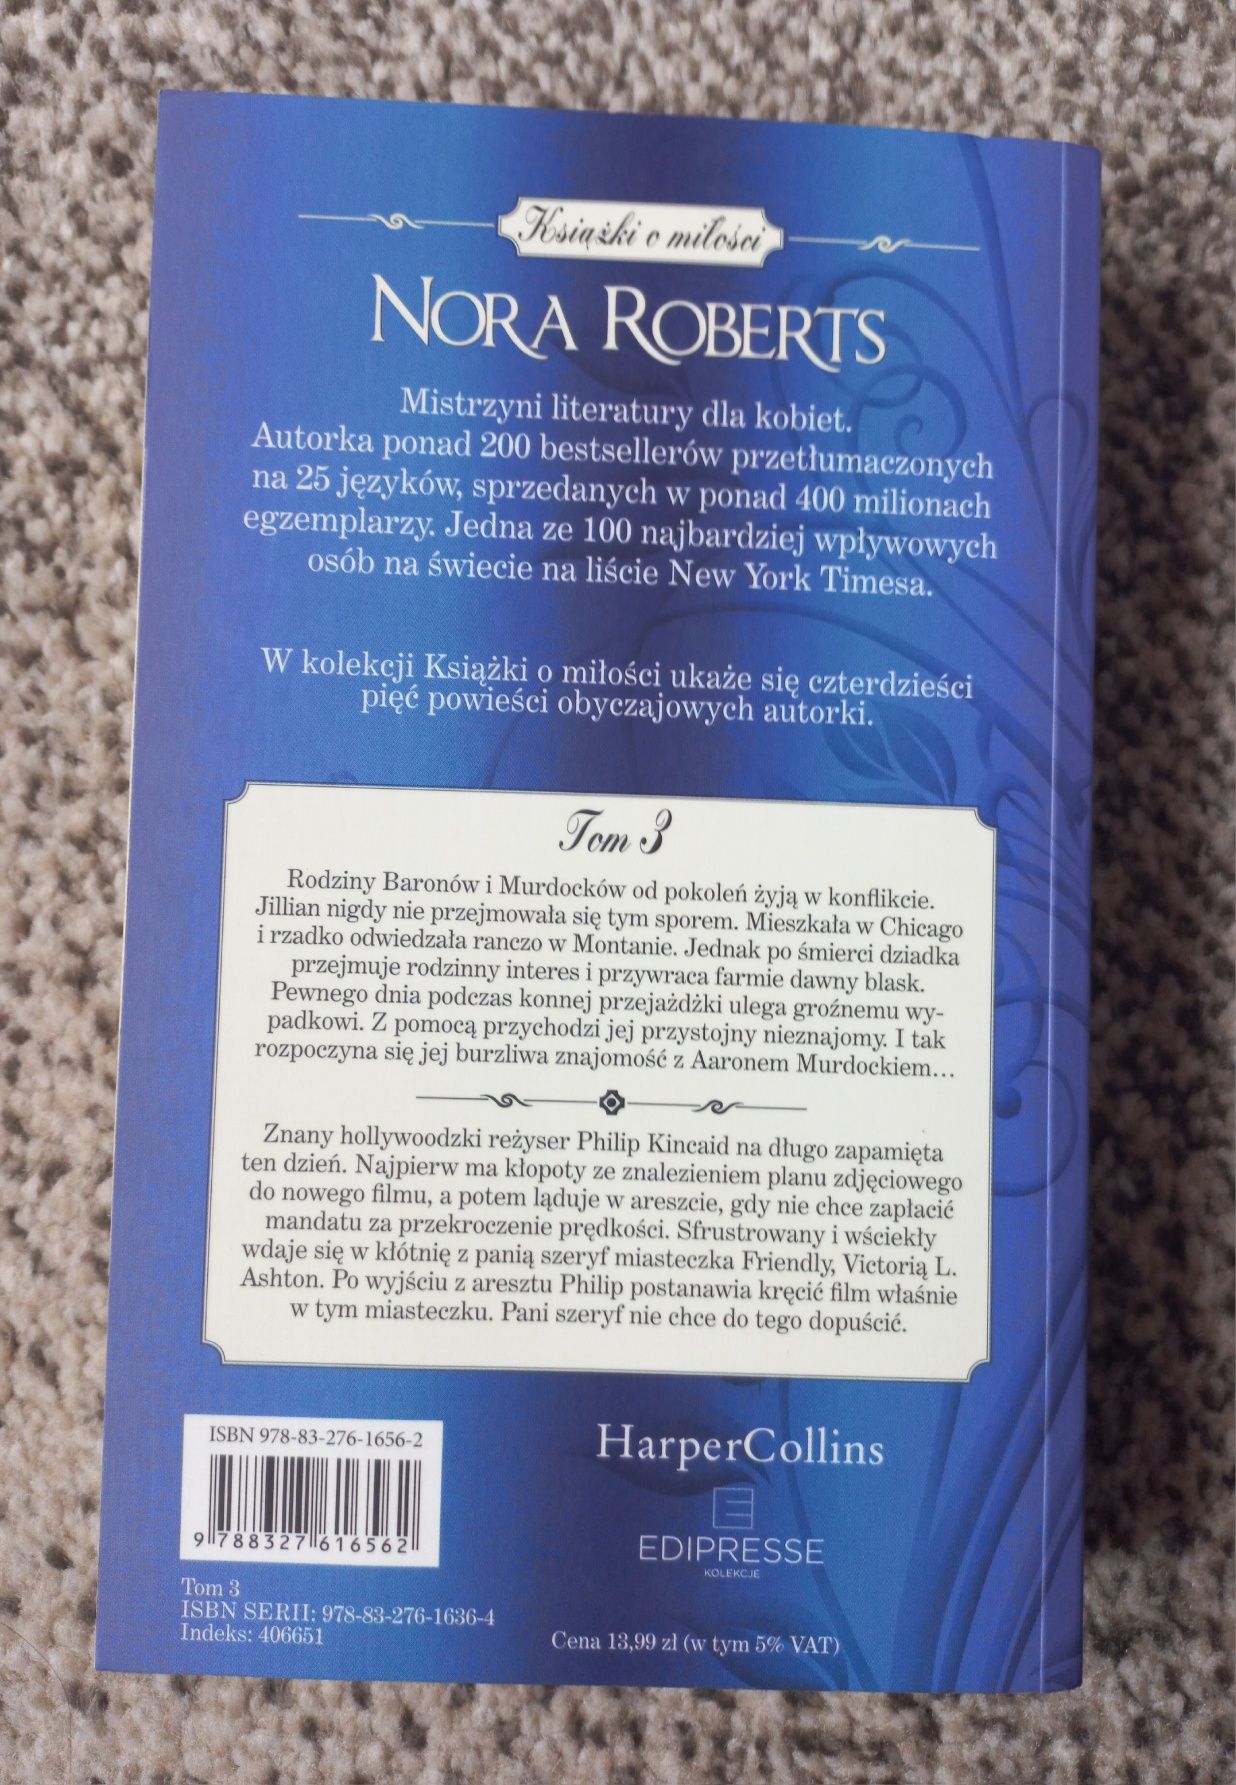 Książki o miłości
NORA ROBERTS
Mistrzyni literatury dla kobiet.
Autorka ponad 200 bestsellerów przetłumaczonych
na 25 języków, sprzedanych w ponad 400 milionach
egzemplarzy. Jedna ze 100 najbardziej wpływowych
osób na świecie na liście New York Timesa.
W kolekcji Książki o miłości ukaże się czterdzieści
pięć powieści obyczajowych autorki.
Tom 3
Rodziny Baronów i Murdocków od pokoleń żyją w konflikcie.
Jillian nigdy nie przejmowała się tym sporem. Mieszkała w Chicago
i rzadko odwiedzała ranczo w Montanie. Jednak po śmierci dziadka
przejmuje rodzinny interes i przywraca farmie dawny blask.
Pewnego dnia podczas konnej przejażdżki ulega groźnemu wy-
padkowi. Z pomocą przychodzi jej przystojny nieznajomy. I tak
rozpoczyna się jej burzliwa znajomość z Aaronem Murdockiem...
Znany hollywoodzki reżyser Philip Kincaid na długo zapamięta
ten dzień. Najpierw ma kłopoty ze znalezieniem planu zdjęciowego
do nowego filmu, a potem ląduje w areszcie, gdy nie chce zapłacić
mandatu za przekroczenie prędkości. Sfrustrowany i wściekły
wdaje się w kłótnię z panią szeryf miasteczka Friendly, Victorią L.
Ashton. Po wyjściu z aresztu Philip postanawia kręcić film właśnie
w tym miasteczku. Pani szeryf nie chce do tego dopuścić.
ISBN 978-83-276-1656-2
9 788327 616562
Tom 3
ISBN SERII: 978-83-276-1636-4
Indeks: 406651
HarperCollins
EDIPRESSE
KOLEKCJE
Cena 13,99 zł (w tym 5% VAT)